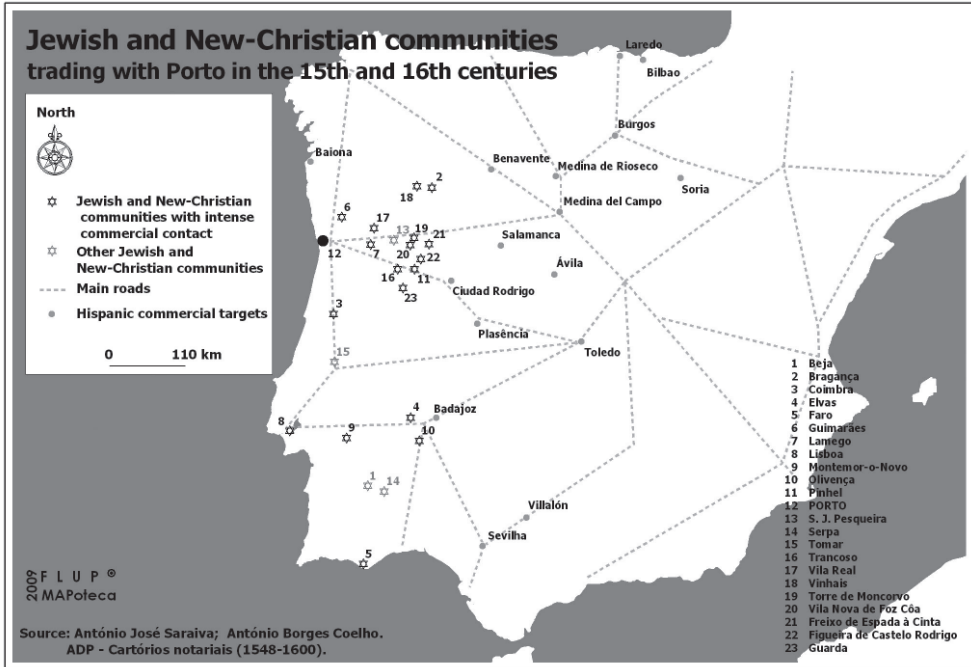 Jewish and New-Christian communities
trading with Porto in the 15th and 16th centuries
North
Jewish and New-Christian
communities with intense
commercial contact
Other Jewish and
New-Christian communities
Main roads
Hispanic commercial targets
0 110 km
Laredo
Bilbao
Burgos
Baiona
Benavente
Medina de Rioseco
Soria
2
18
Medina del Campo
6
17
13
19
21
Salamanca
12
7
20
22
Ávila
16
11
23
Ciudad Rodrigo
3
Plasência
15
Toledo
4
Badajoz
8
9
10
1
14
Villalón
Sevilha
5
1 Beja
2 Bragança
3 Coimbra
4 Elvas
5 Faro
6 Guimarães
7 Lamego
8 Lisboa
9 Montemor-o-Novo
10 Olivença
11 Pinhel
12 PORTO
13 S. J. Pesqueira
14 Serpa
15 Tomar
16 Trancoso
17 Vila Real
18 Vinhais
19 Torre de Moncorvo
20 Vila Nova de Foz Côa
21 Freixo de Espada à Cinta
22 Figueira de Castelo Rodrigo
23 Guarda
2009
FLUP ®
MAPoteca
Source: António José Saraiva; António Borges Coelho.
ADP - Cartórios notariais (1548-1600).